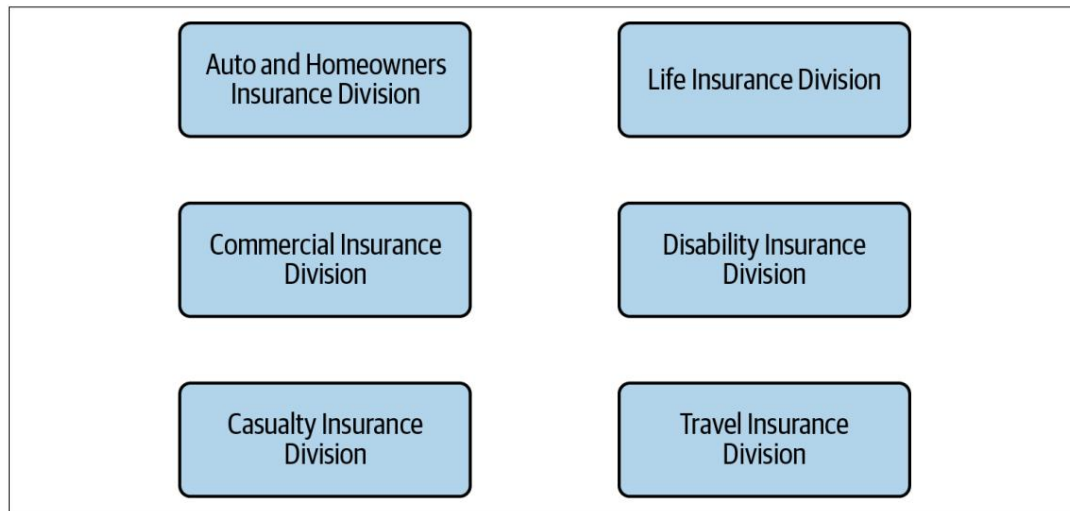 Auto and Homeowners
Insurance Division
Life Insurance Division
Commercial Insurance
Division
Disability Insurance
Division
Casualty Insurance
Division
Travel Insurance
Division